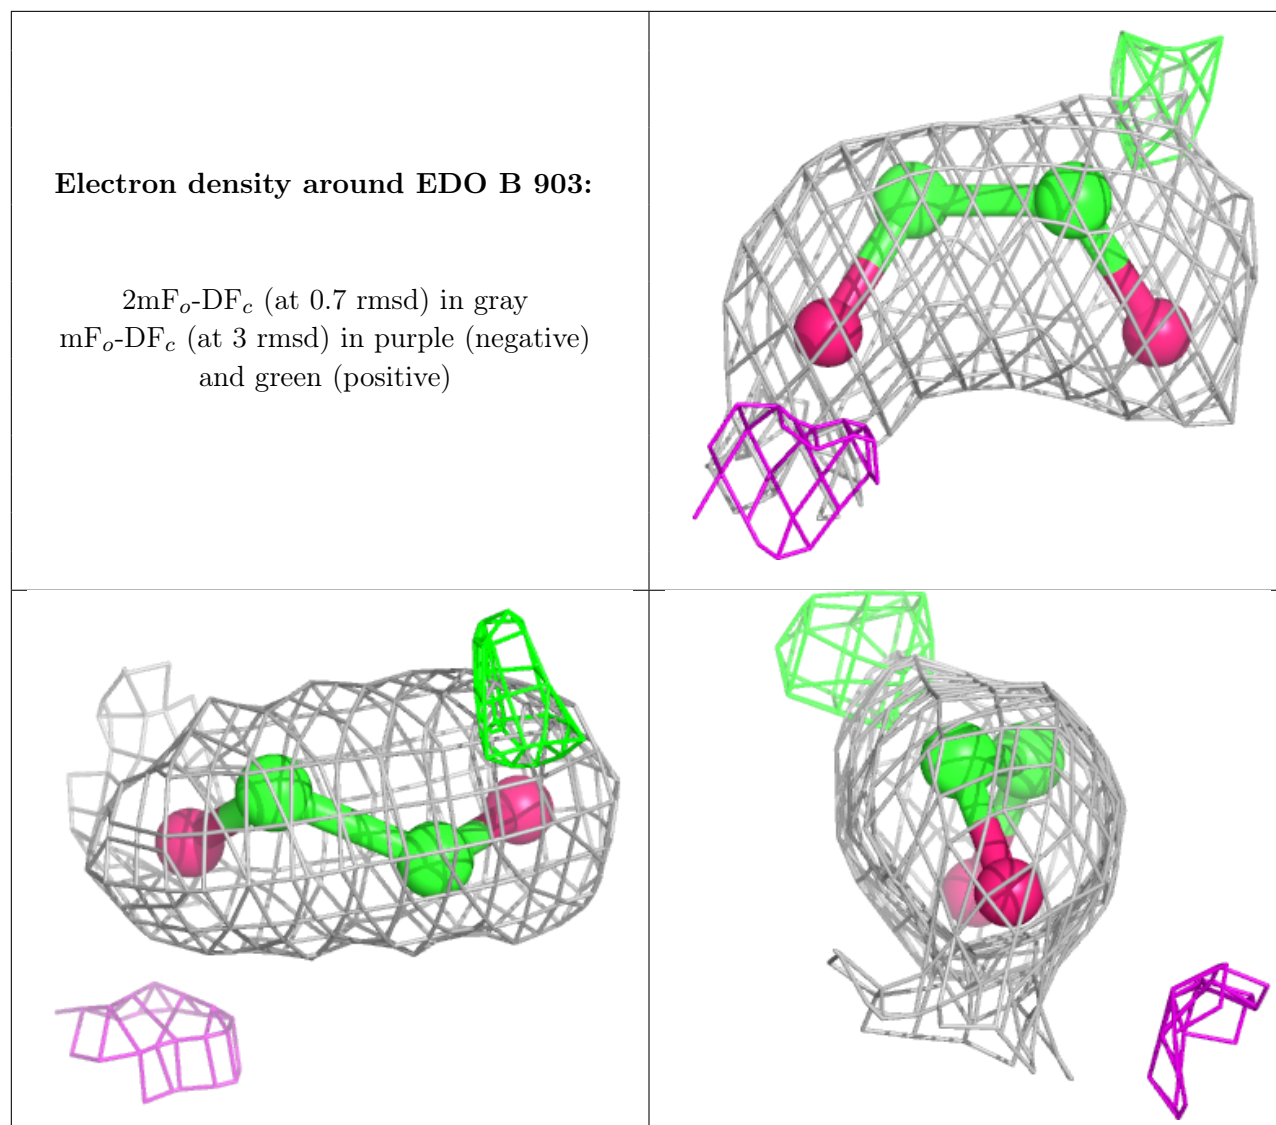 Electron density around EDO B 903:
2mFo-DFc (at 0.7 rmsd) in gray
mFo-DFc (at 3 rmsd) in purple (negative)
and green (positive)